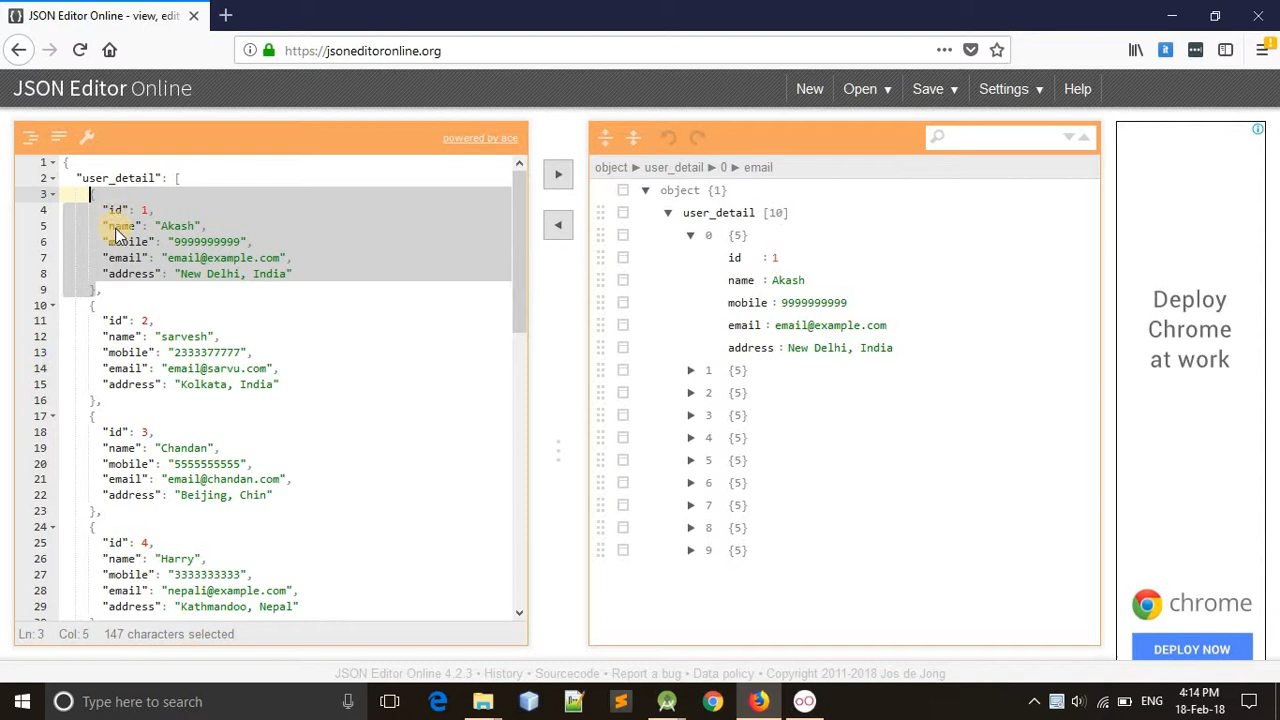 JSON Editor Online - view, edit
https://jsoneditoronline.org
JSON Editor Online
New
Open
Save
Settings
Help
powered by ace
1 {
2 "user_detail": [
3 {
4 "id": 1,
5 "name": "Akash",
6 "mobile": "9999999999",
7 "email": "email@example.com",
8 "address": "New Delhi, India"
9 },
10 {
11 "id": 2,
12 "name": "sarvesh",
13 "mobile": "2333377777",
14 "email": "email@sarvu.com",
15 "address": "Kolkata, India"
16 },
17 {
18 "id": 3,
19 "name": "Chandan",
20 "mobile": "5555555555",
21 "email": "email@chandan.com",
22 "address": "Beijing, Chin"
23 },
24 {
25 "id": 4,
26 "name": "Harry",
27 "mobile": "3333333333",
28 "email": "nepali@example.com",
29 "address": "Kathmandoo, Nepal"
Ln:3 Col:5 147 characters selected
object ► user_detail ► 0 ► email
object {1}
user_detail [10]
0 {5}
id : 1
name : Akash
mobile : 9999999999
email : email@example.com
address : New Delhi, India
1 {5}
2 {5}
3 {5}
4 {5}
5 {5}
6 {5}
7 {5}
8 {5}
9 {5}
Deploy
Chrome
at work
chrome
DEPLOY NOW
JSON Editor Online 4.2.3 • History • Sourcecode • Report a bug • Data policy • Copyright 2011-2018 Jos de Jong
Type here to search
ENG
4:14 PM
18-Feb-18